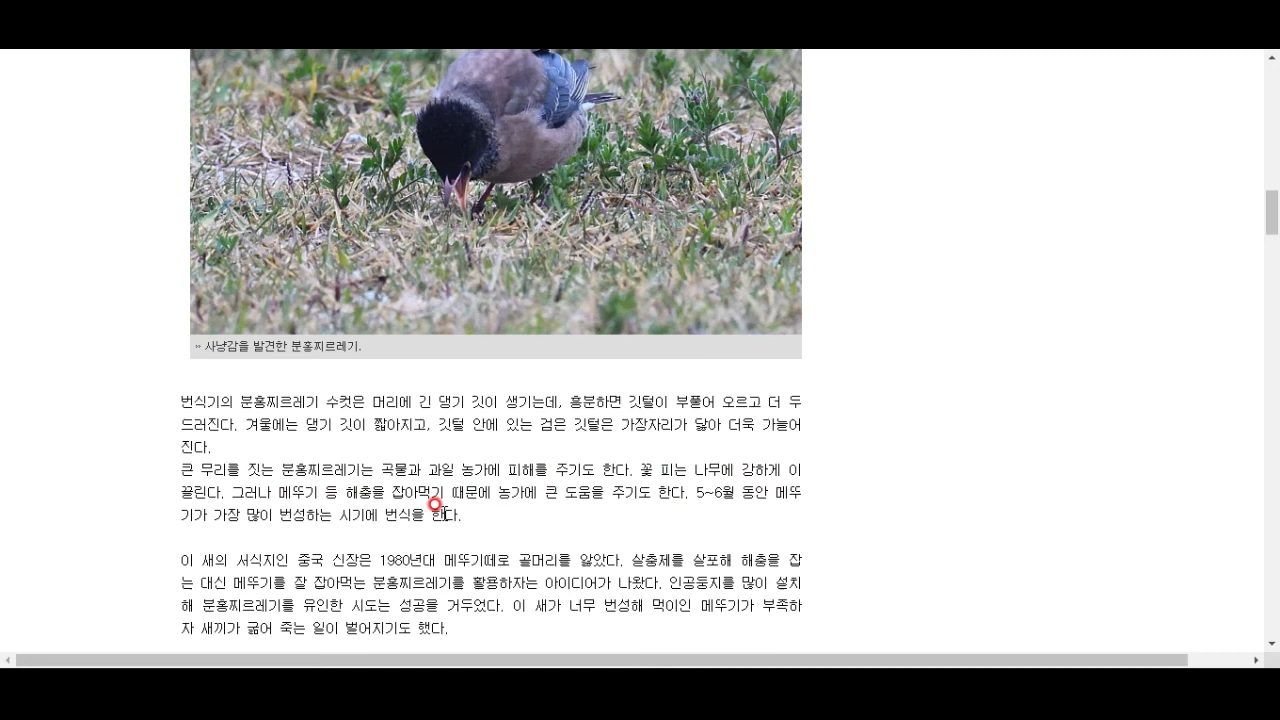 » 사냥감을 발견한 분홍찌르레기.
번식기의 분홍찌르레기 수컷은 머리에 긴 댕기 깃이 생기는데, 흥분하면 깃털이 부풀어 오르고 더 두
드러진다. 겨울에는 댕기 깃이 짧아지고, 깃털 안에 있는 검은 깃털은 가장자리가 닳아 더욱 가늘어
진다.
큰 무리를 짓는 분홍찌르레기는 곡물과 과일 농가에 피해를 주기도 한다. 꽃 피는 나무에 강하게 이
끌린다. 그러나 메뚜기 등 해충을 잡아먹기 때문에 농가에 큰 도움을 주기도 한다. 5~6월 동안 메뚜
기가 가장 많이 번성하는 시기에 번식을 한다.
이 새의 서식지인 중국 신장은 1980년대 메뚜기떼로 골머리를 앓았다. 살충제를 살포해 해충을 잡
는 대신 메뚜기를 잘 잡아먹는 분홍찌르레기를 활용하자는 아이디어가 나왔다. 인공둥지를 많이 설치
해 분홍찌르레기를 유인한 시도는 성공을 거두었다. 이 새가 너무 번성해 먹이인 메뚜기가 부족하
자 새끼가 굶어 죽는 일이 벌어지기도 했다.